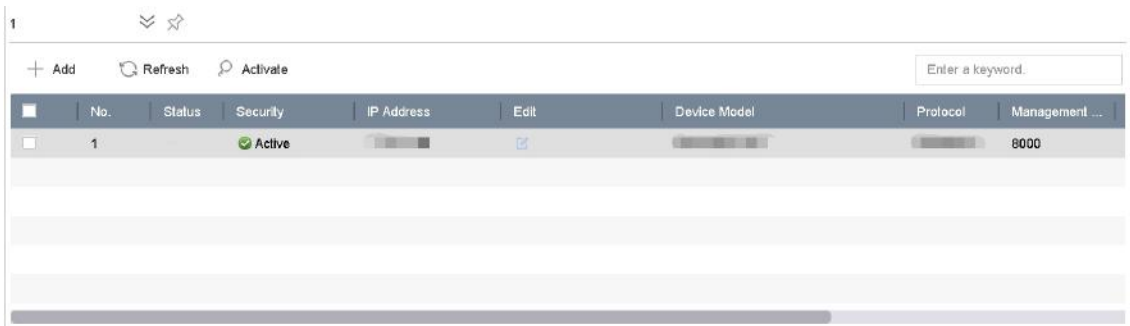 1
Add Refresh Activate Enter a keyword.
No. Status Security IP Address Edit Device Model Protocol Management ...
1 Active 8000